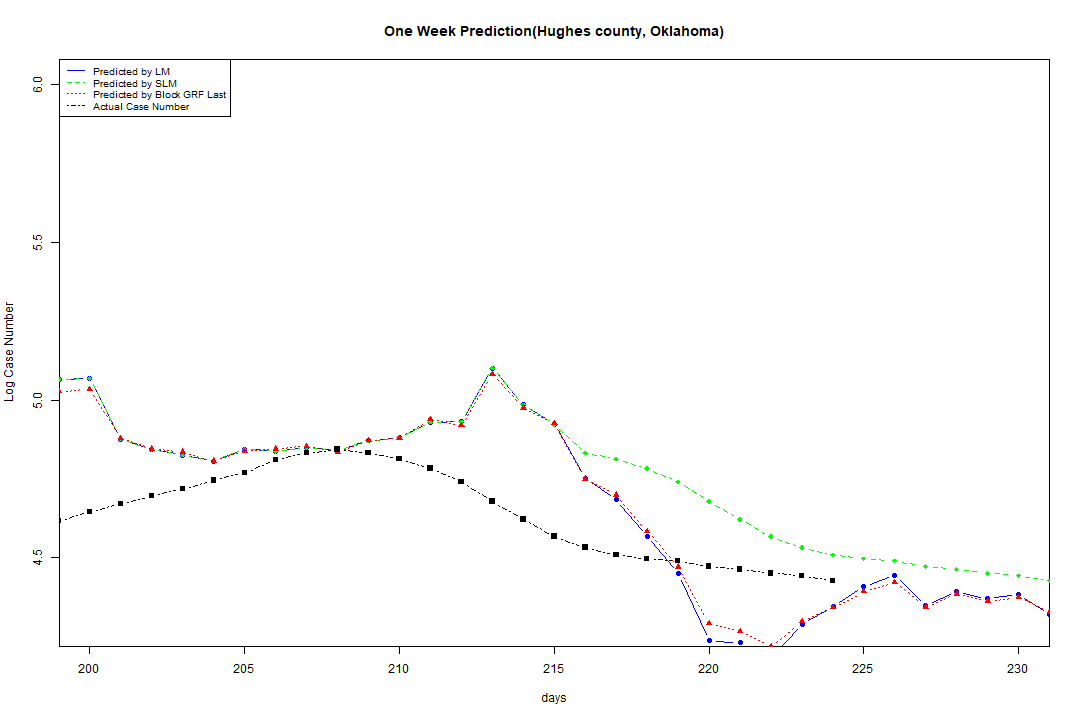 One Week Prediction(Hughes county, Oklahoma)
Predicted by LM
Predicted by SLM
Predicted by Block GRF Last
Actual Case Number
6.0
5.5
5.0
4.5
Log Case Number
200 205 210 215 220 225 230
days